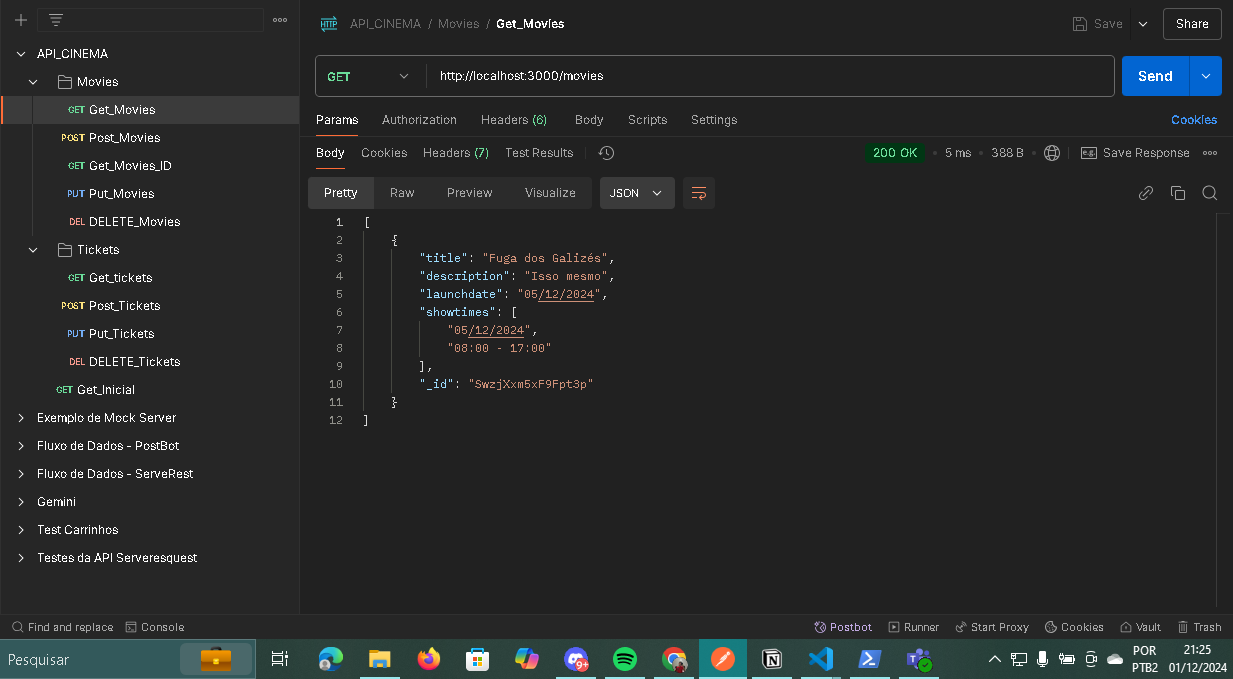 API_CINEMA / Movies / Get_Movies
Save
Share
API_CINEMA
Movies
GET Get_Movies
POST Post_Movies
GET Get_Movies_ID
PUT Put_Movies
DEL DELETE_Movies
Tickets
GET Get_tickets
POST Post_Tickets
PUT Put_Tickets
DEL DELETE_Tickets
GET Get_Inicial
Exemplo de Mock Server
Fluxo de Dados - PostBot
Fluxo de Dados - ServeRest
Gemini
Test Carrinhos
Testes da API Serveresquest
GET http://localhost:3000/movies
Send
Params Authorization Headers (6) Body Scripts Settings
Cookies
Body Cookies Headers (7) Test Results
200 OK • 5 ms • 388 B •
e.g. Save Response
Pretty Raw Preview Visualize JSON
1 [
2 {
3 "title": "Fuga dos Galizés",
4 "description": "Isso mesmo",
5 "launchdate": "05/12/2024",
6 "showtimes": [
7 "05/12/2024",
8 "08:00 - 17:00"
9 ],
10 "_id": "SwzjXxm5xF9Fpt3p"
11 }
12 ]
Find and replace Console
Postbot Runner Start Proxy Cookies Vault Trash
Pesquisar
9+
POR
PTB2
21:25
01/12/2024